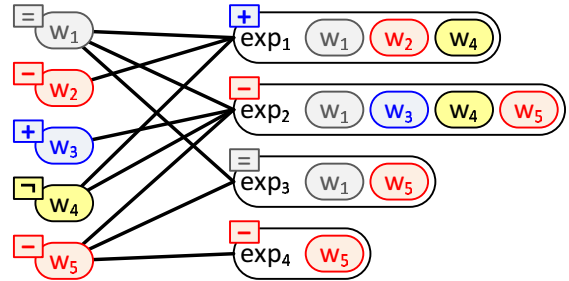 = +
w₁ exp₁ w₁ w₂ w₄
− −
w₂ exp₂ w₁ w₃ w₄ w₅
+ =
w₃ exp₃ w₁ w₅
¬ −
w₄ exp₄ w₅
−
w₅